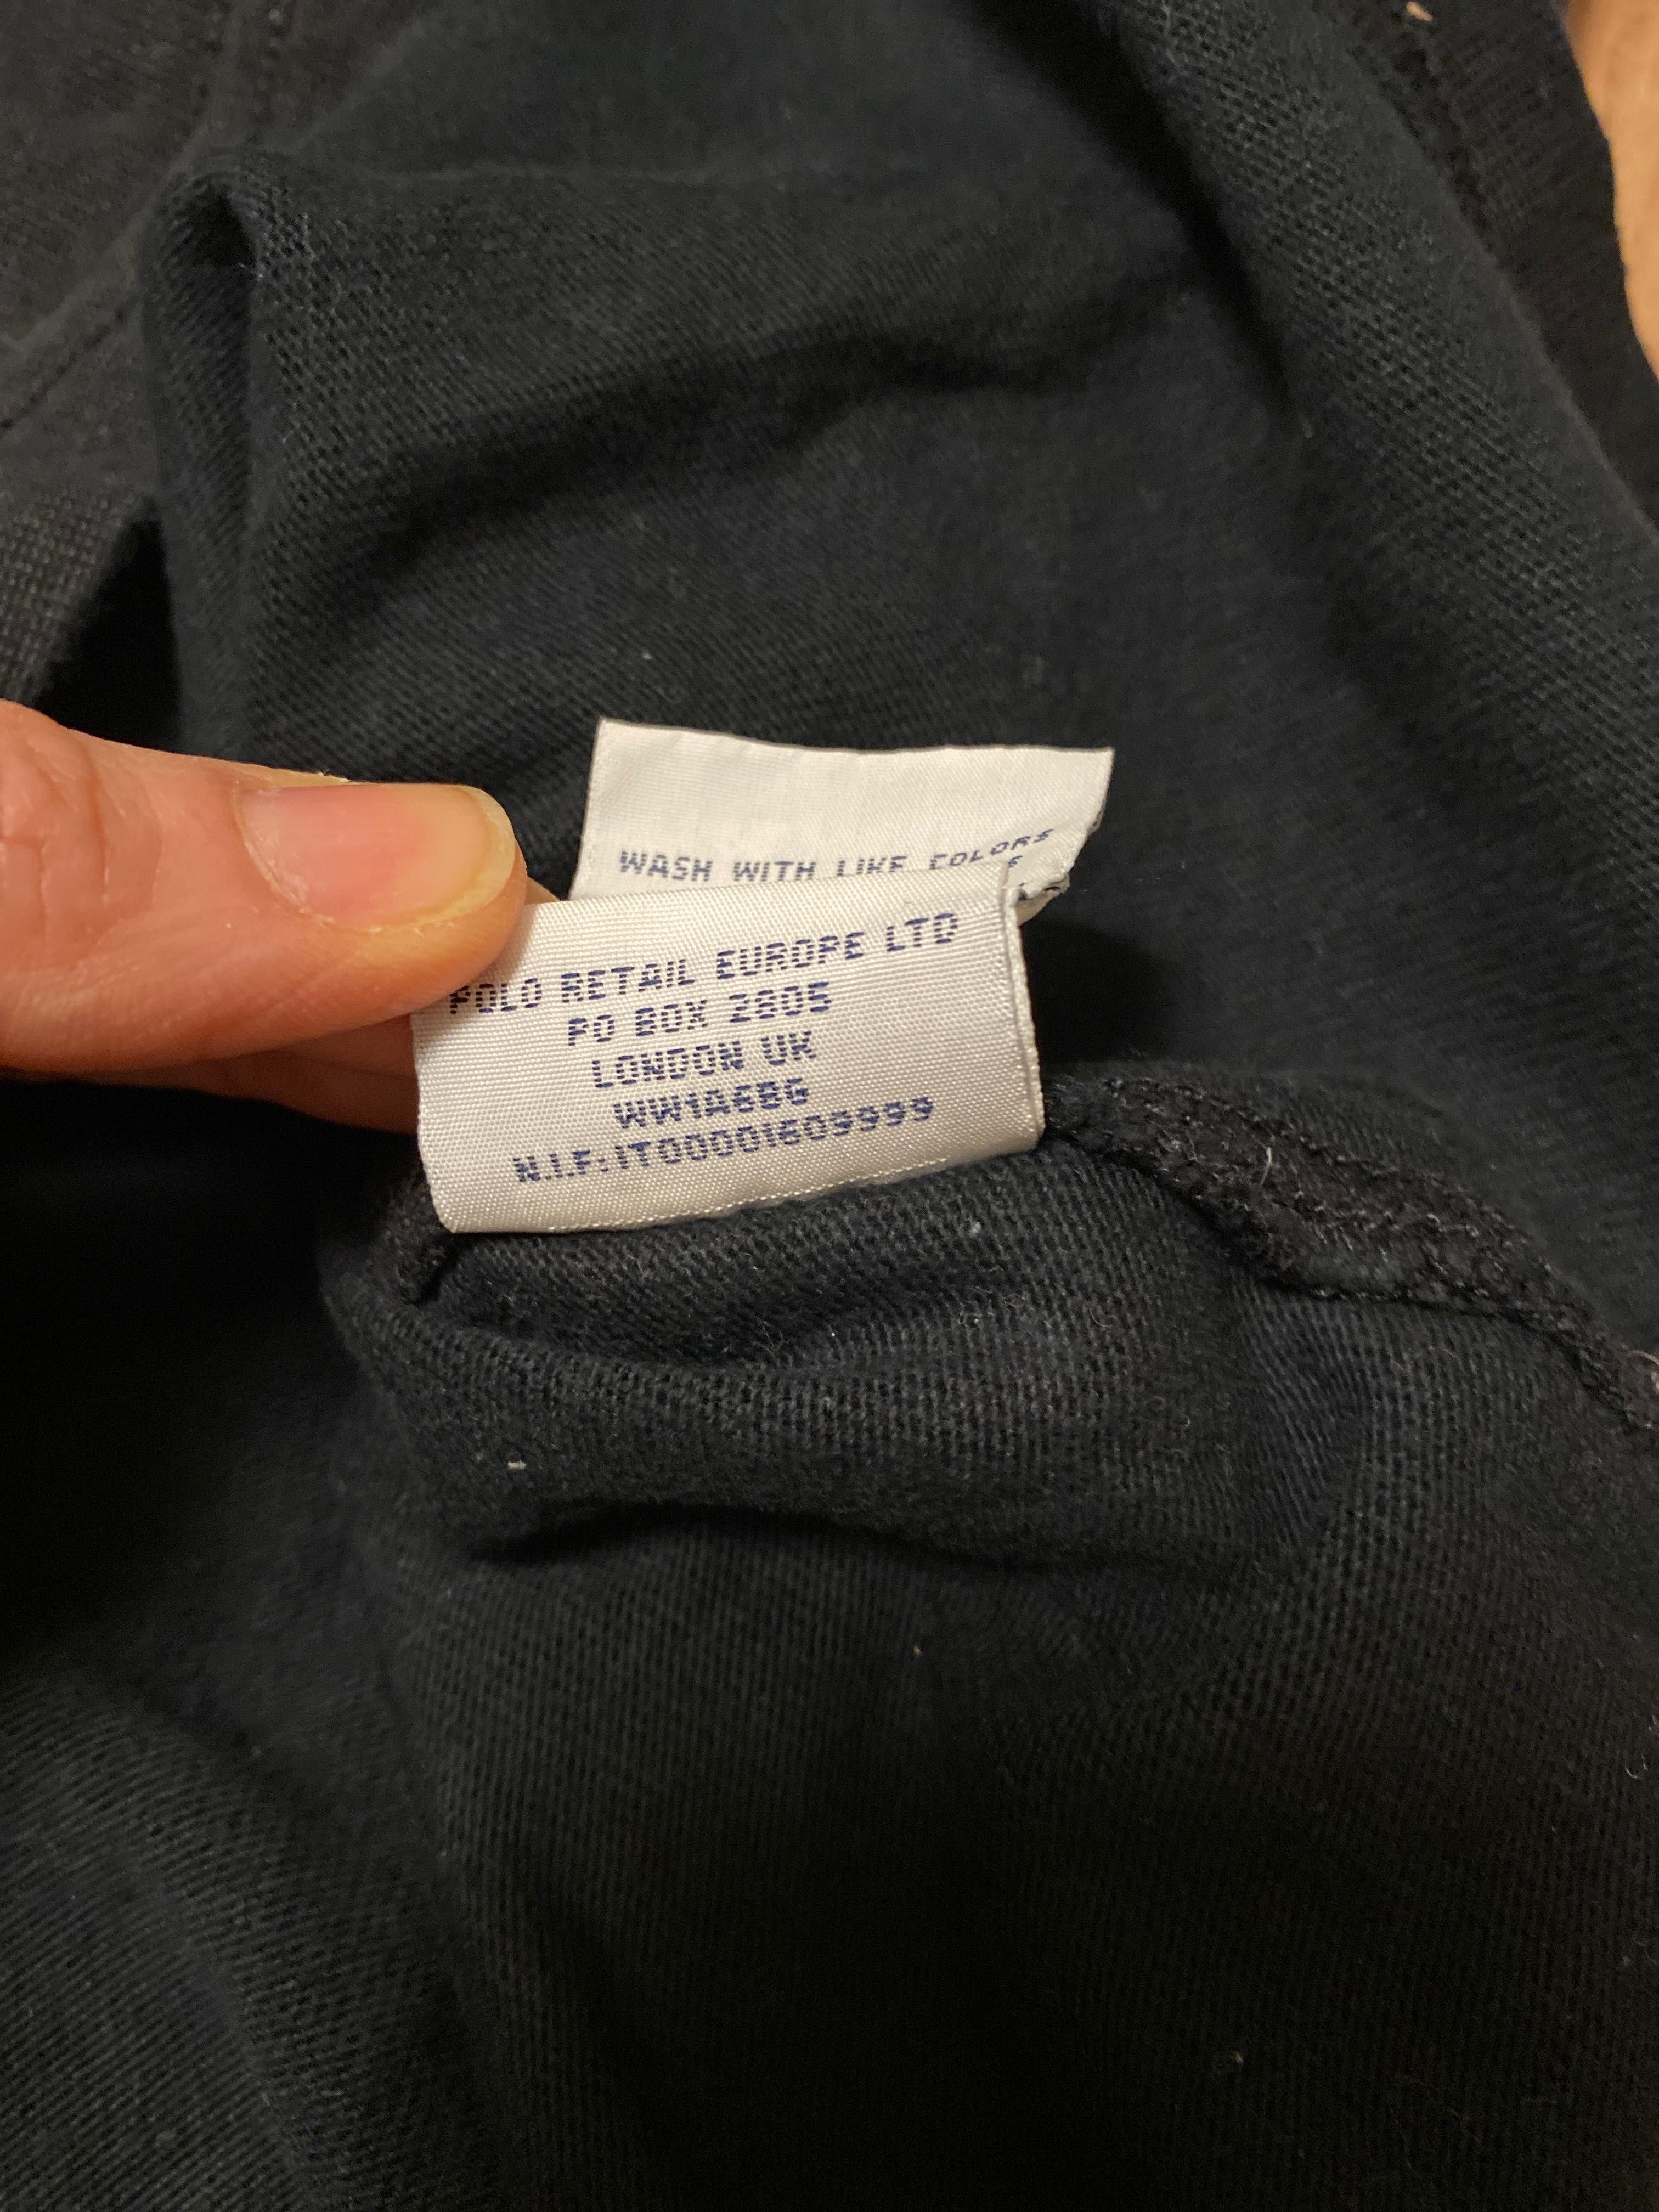 WASH WITH LIKE COLORS
POLO RETAIL EUROPE LTD
PO BOX 2805
LONDON UK
WW1A6BG
N.I.F:IT00001609999